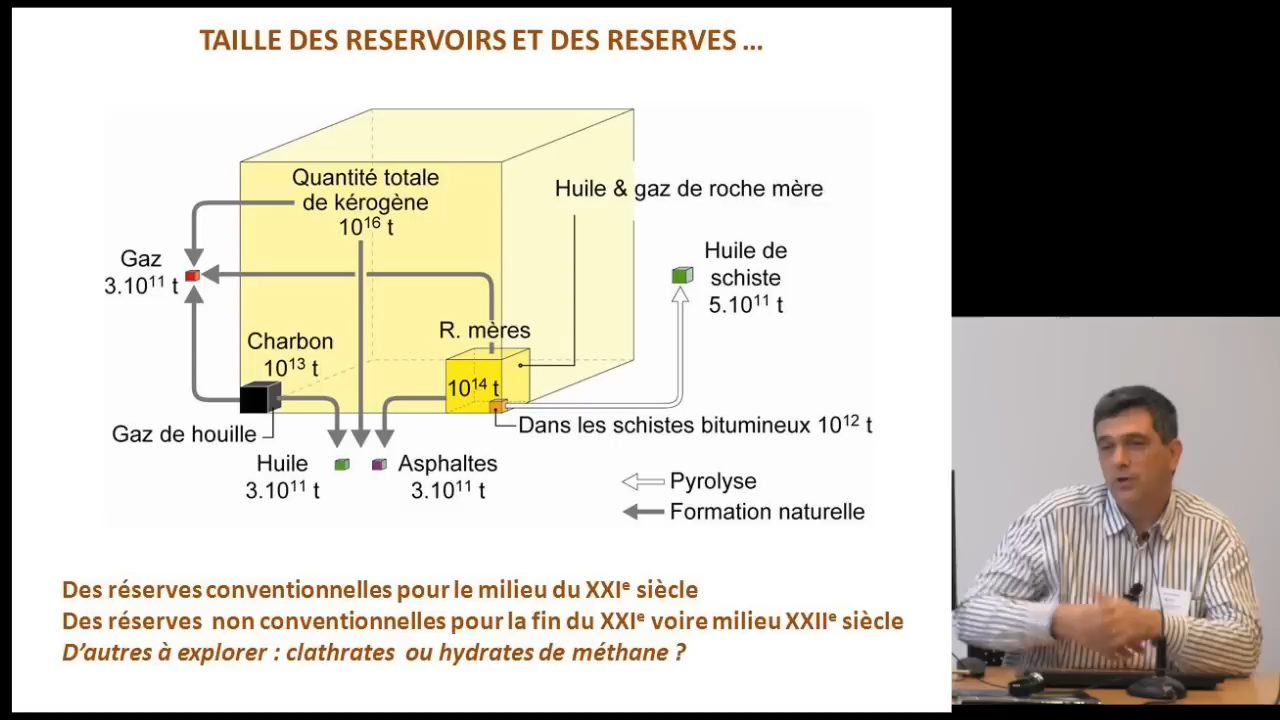 TAILLE DES RESERVOIRS ET DES RESERVES ...
Quantité totale
de kérogène
10¹⁶ t
Huile & gaz de roche mère
Gaz
3.10¹¹ t
Huile de
schiste
5.10¹¹ t
R. mères
Charbon
10¹³ t
10¹⁴ t
Gaz de houille
Dans les schistes bitumineux 10¹² t
Huile
3.10¹¹ t
Asphaltes
3.10¹¹ t
Pyrolyse
Formation naturelle
Des réserves conventionnelles pour le milieu du XXIᵉ siècle
Des réserves non conventionnelles pour la fin du XXIᵉ voire milieu XXIIᵉ siècle
D'autres à explorer : clathrates ou hydrates de méthane ?